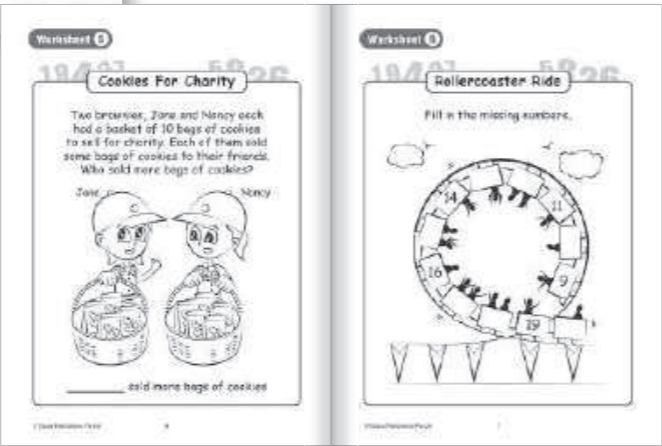 Worksheet 5
Cookies For Charity
Two brownies, Jane and Nancy each
had a basket of 10 bags of cookies
to sell for charity. Each of them sold
some bags of cookies to their friends.
Who sold more bags of cookies?
Jane
Nancy
________ sold more bags of cookies
Worksheet
Rollercoaster Ride
Fill in the missing numbers.
14
11
16
9
19